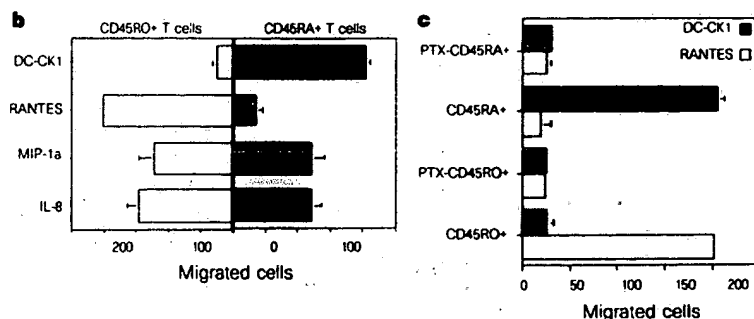 b
CD45RO+ T cells CD45RA+ T cells
DC-CK1
RANTES
MIP-1a
IL-8
200 100 0 100
Migrated cells
c
DC-CK1
RANTES
PTX-CD45RA+
CD45RA+
PTX-CD45RO+
CD45RO+
0 50 100 150 200
Migrated cells